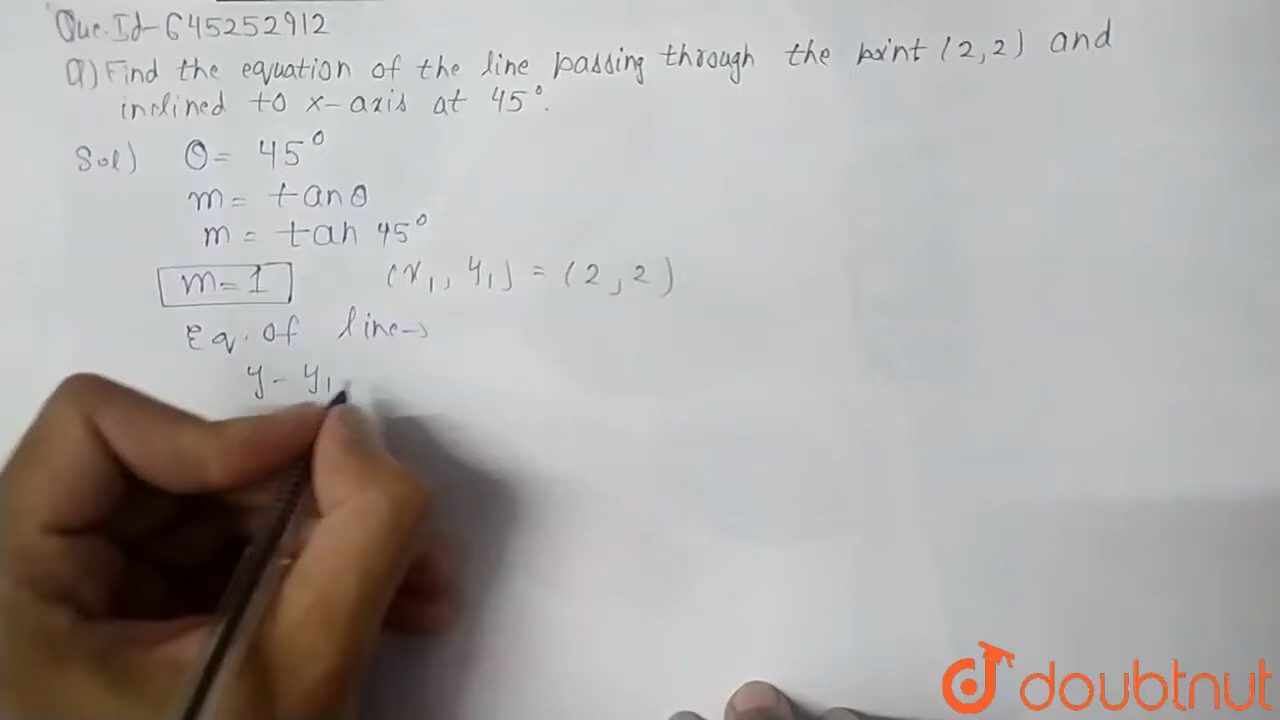 Que.Id-645252912
Q) Find the equation of the line passing through the point (2,2) and
inclined to x-axis at 45°.
Sol) θ= 45°
m= tanθ
m= tan 45°
m=1 (x₁, y₁) = (2,2)
Eq. of line→
y- y₁
doubtnut